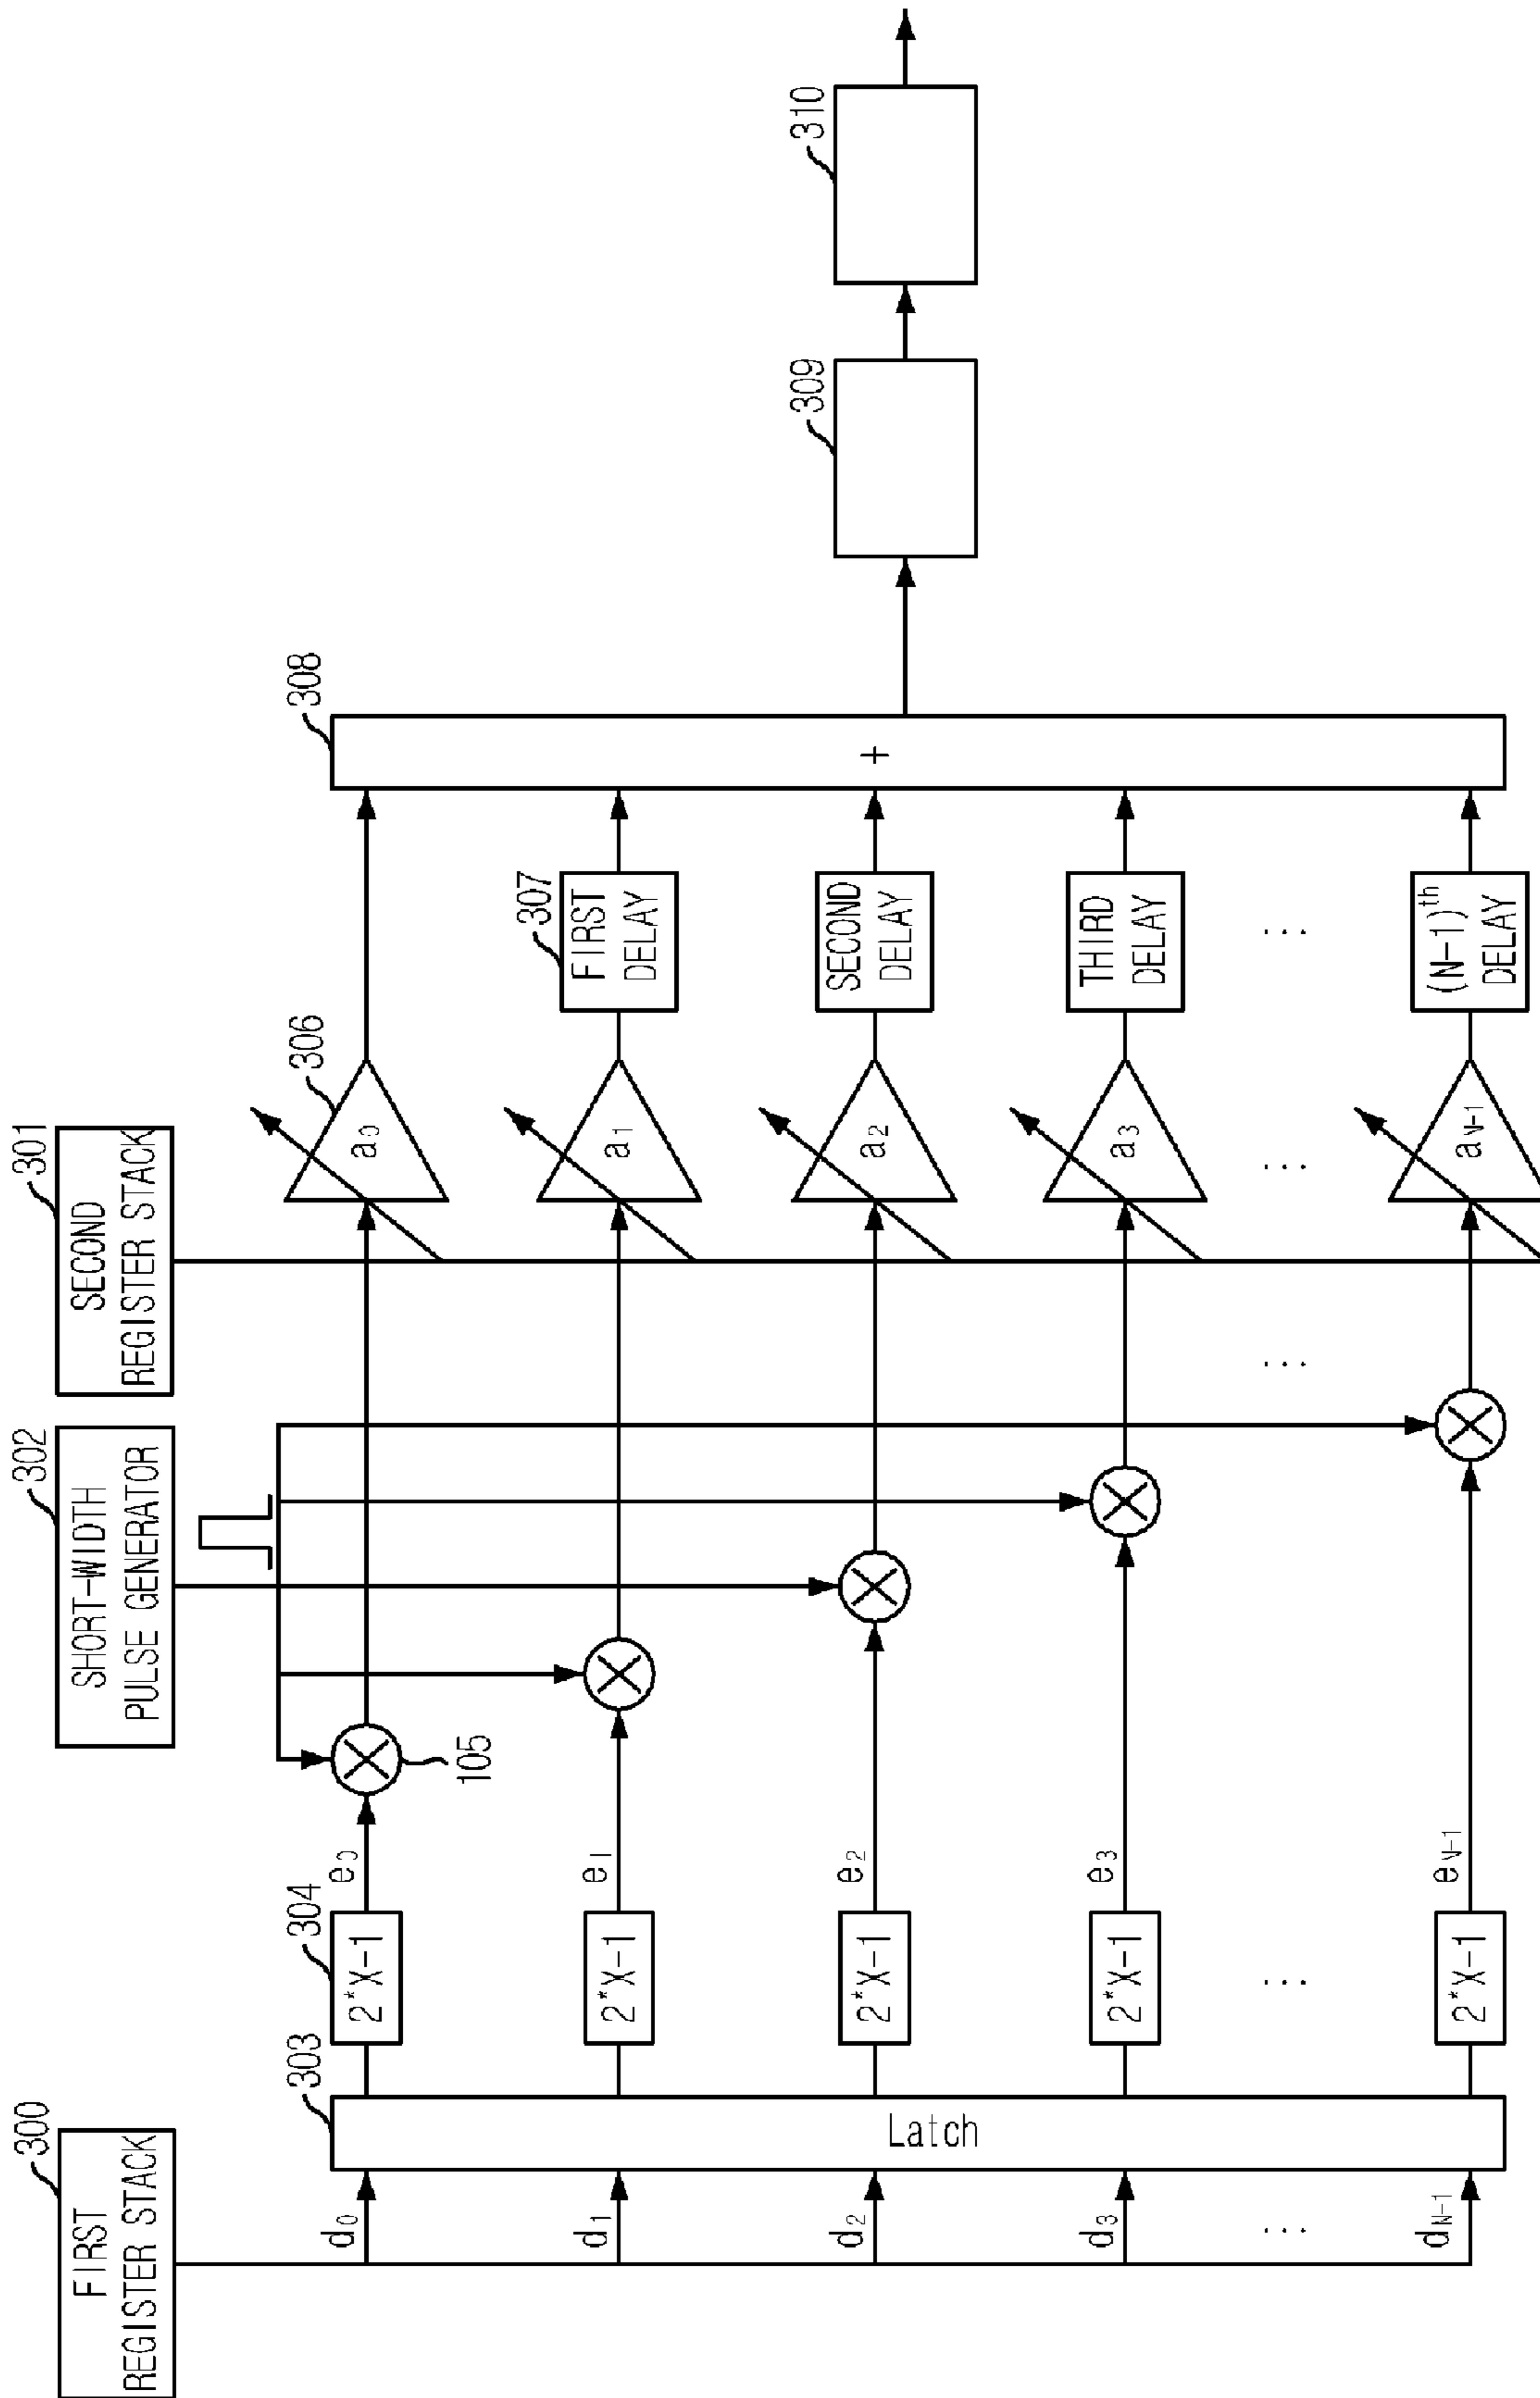 300
FIRST
REGISTER STACK
302
SHORT-WIDTH
PULSE GENERATOR
301
SECOND
REGISTER STACK
303
304
306
308
d0
Latch
2*X-1
e0
105
a0
307
d1
2*X-1
e1
a1
FIRST
DELAY
d2
2*X-1
e2
a2
SECOND
DELAY
+
309
310
d3
2*X-1
e3
a3
THIRD
DELAY
...
...
...
...
...
dN-1
2*X-1
eN-1
aN-1
(N-1)th
DELAY